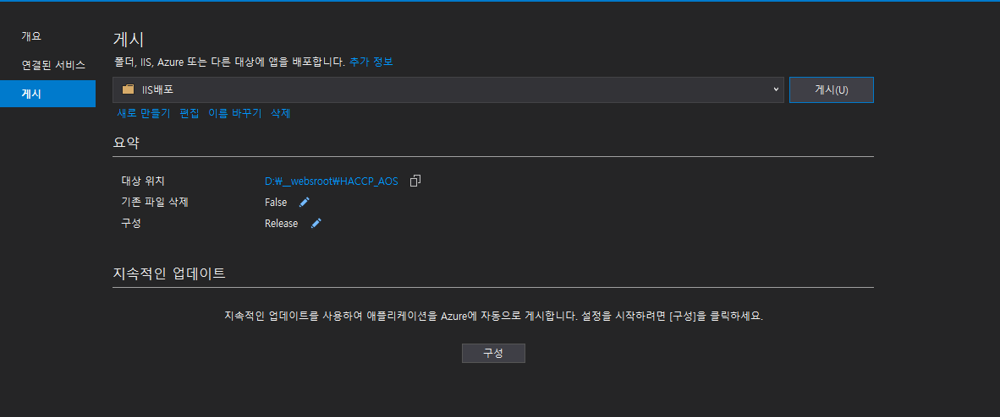 개요
연결된 서비스
게시
게시
폴더, IIS, Azure 또는 다른 대상에 앱을 배포합니다. 추가 정보
IIS배포
게시(U)
새로 만들기 편집 이름 바꾸기 삭제
요약
대상 위치 D:₩__websroot₩HACCP_AOS
기존 파일 삭제 False
구성 Release
지속적인 업데이트
지속적인 업데이트를 사용하여 애플리케이션을 Azure에 자동으로 게시합니다. 설정을 시작하려면 [구성]을 클릭하세요.
구성